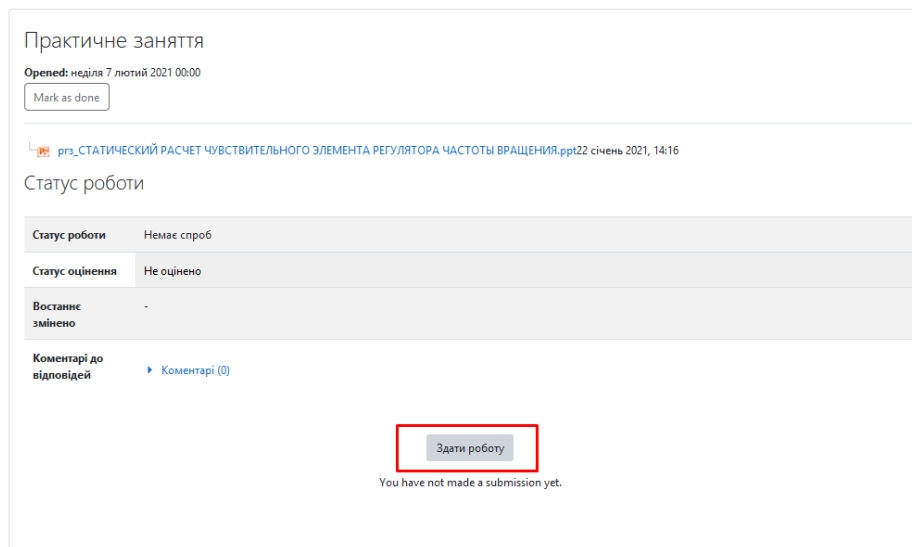 Практичне заняття
Opened: неділя 7 лютий 2021 00:00
Mark as done
prз_СТАТИЧЕСКИЙ РАСЧЕТ ЧУВСТВИТЕЛЬНОГО ЭЛЕМЕНТА РЕГУЛЯТОРА ЧАСТОТЫ ВРАЩЕНИЯ.ppt22 січень 2021, 14:16
Статус роботи
Статус роботи Немає спроб
Статус оцінення Не оцінено
Востаннє -
змінено
Коментарі до
відповідей Коментарі (0)
Здати роботу
You have not made a submission yet.